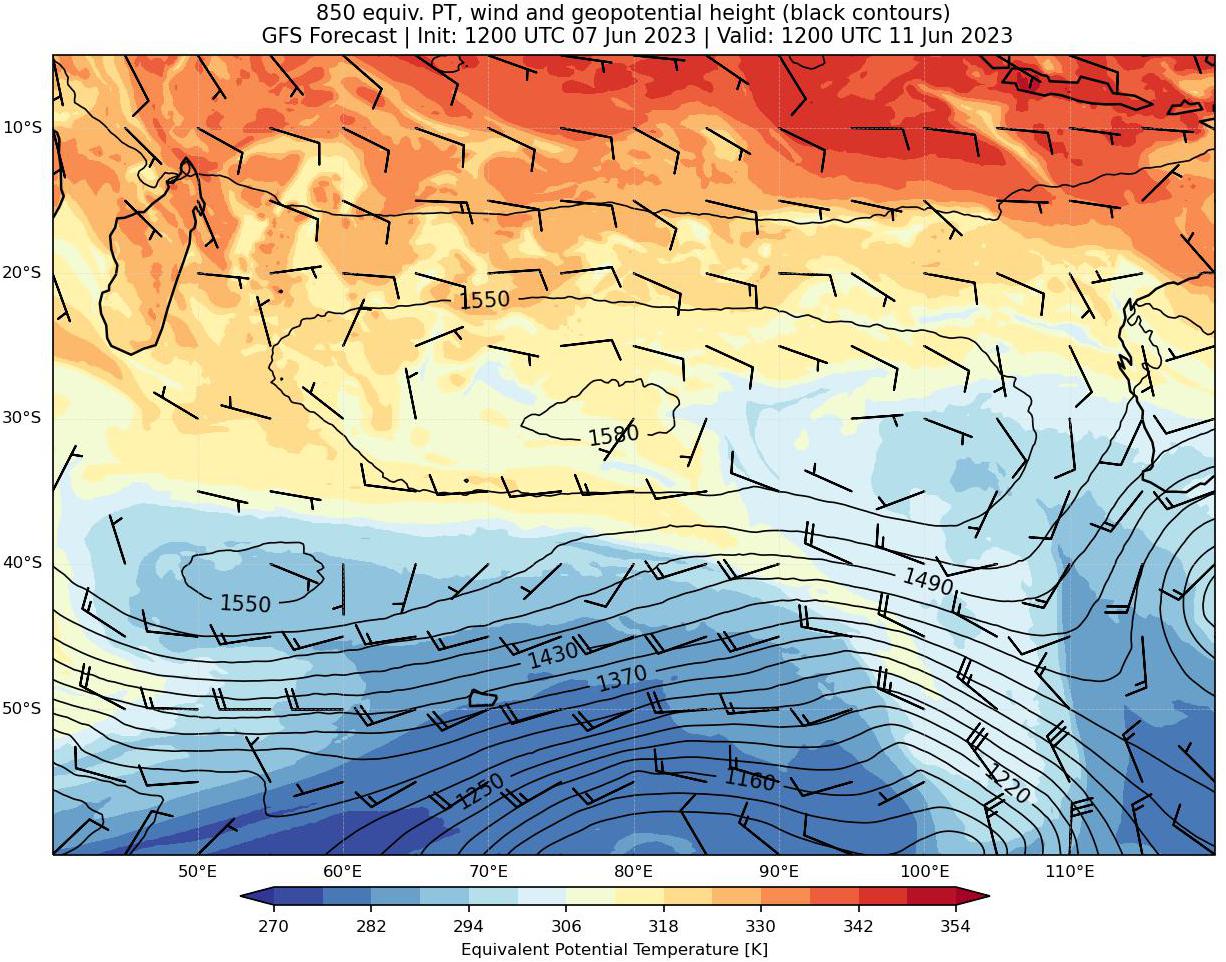 850 equiv. PT, wind and geopotential height (black contours)
GFS Forecast | Init: 1200 UTC 07 Jun 2023 | Valid: 1200 UTC 11 Jun 2023
10°S
20°S
1550
30°S
1580
40°S
1490
1550
1430
1370
50°S
1250
1160
1220
50°E 60°E 70°E 80°E 90°E 100°E 110°E
270 282 294 306 318 330 342 354
Equivalent Potential Temperature [K]